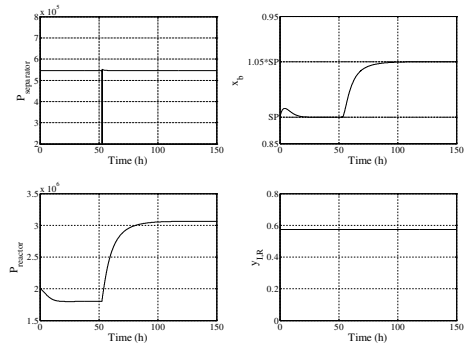 8 x 10^5
7
6
5
4
3
2
0 50 100 150
P_separator
Time (h)
0.95
1.05*SP
SP
0.85
0 50 100 150
x_b
Time (h)
3.5 x 10^6
3
2.5
2
1.5
0 50 100 150
P_reactor
Time (h)
0.8
0.6
0.4
0.2
0
0 50 100 150
y_LR
Time (h)